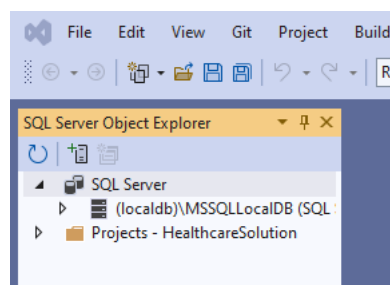 File Edit View Git Project Build
R
SQL Server Object Explorer
SQL Server
(localdb)\MSSQLLocalDB (SQL
Projects - HealthcareSolution